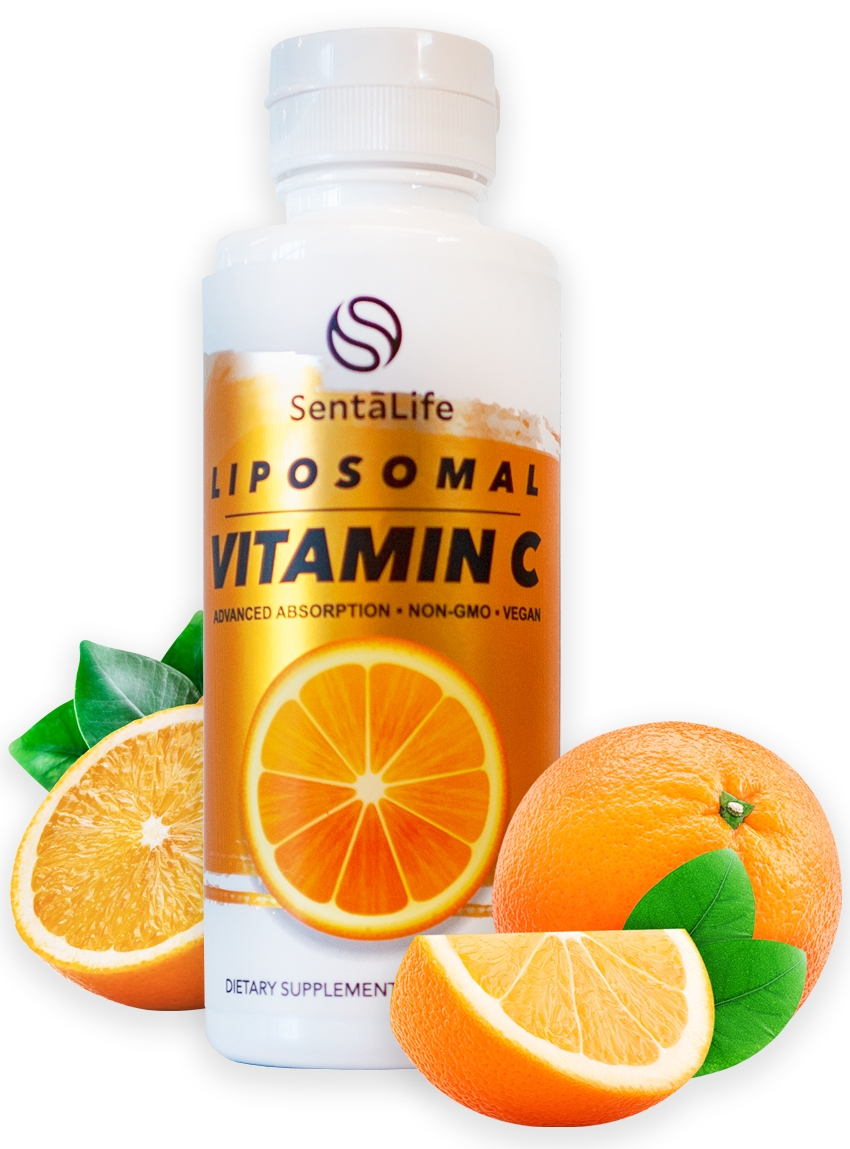 SentāLife
LIPOSOMAL
VITAMIN C
ADVANCED ABSORPTION • NON-GMO • VEGAN
DIETARY SUPPLEMENT